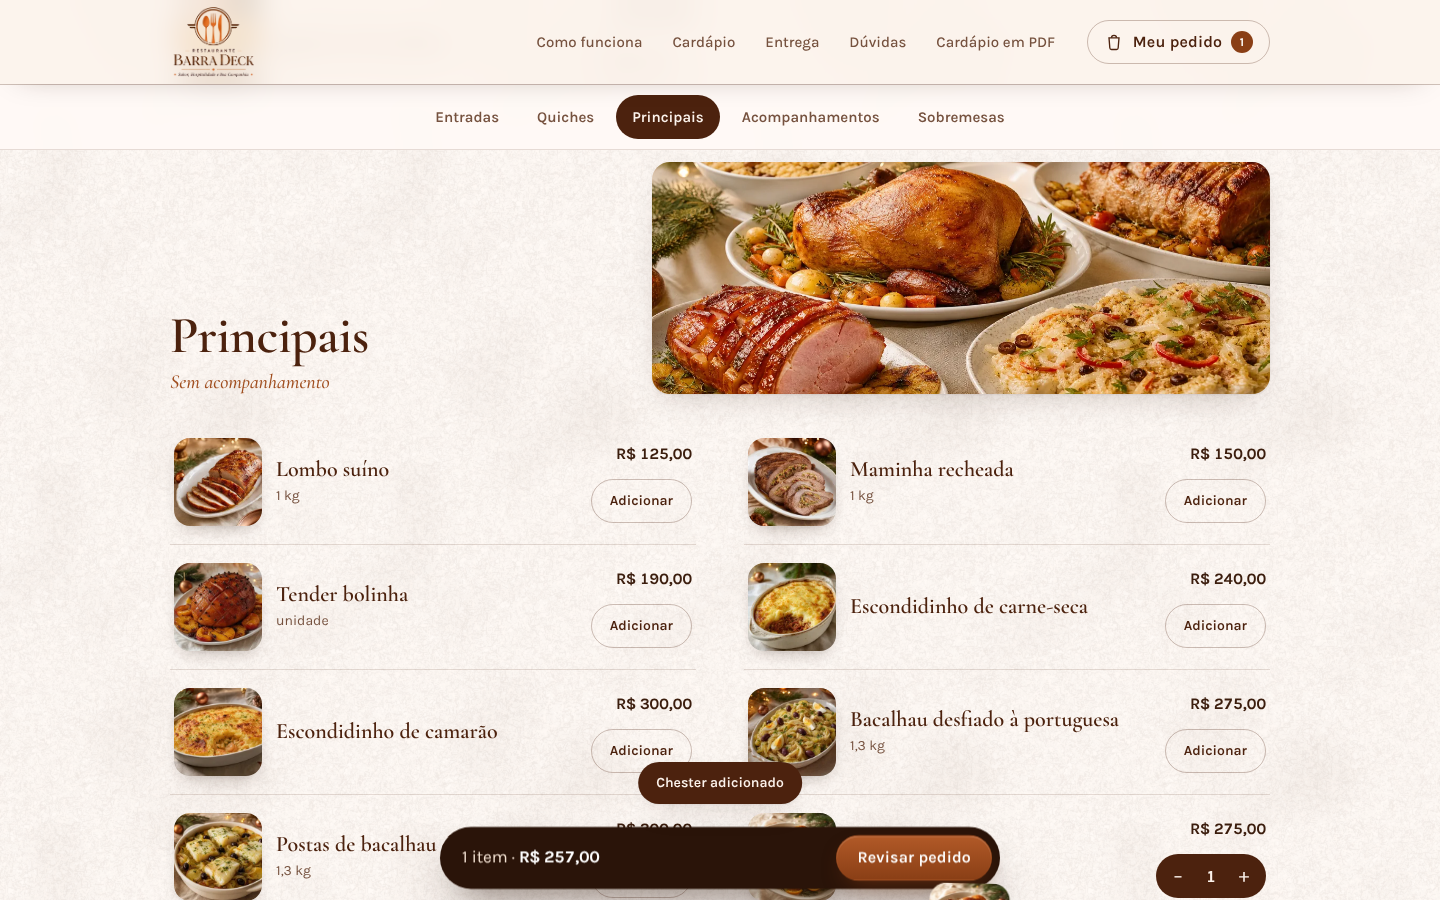 RESTAURANTE
BARRA DECK
Como funciona
Cardápio
Entrega
Dúvidas
Cardápio em PDF
Meu pedido 1
Entradas
Quiches
Principais
Acompanhamentos
Sobremesas
Principais
Sem acompanhamento
Lombo suíno
1 kg
R$ 125,00
Adicionar
Maminha recheada
1 kg
R$ 150,00
Adicionar
Tender bolinha
unidade
R$ 190,00
Adicionar
Escondidinho de carne-seca
R$ 240,00
Adicionar
Escondidinho de camarão
R$ 300,00
Adicionar
Bacalhau desfiado à portuguesa
1,3 kg
R$ 275,00
Adicionar
Chester adicionado
Postas de bacalhau
1,3 kg
R$ 275,00
− 1 +
1 item · R$ 257,00
Revisar pedido